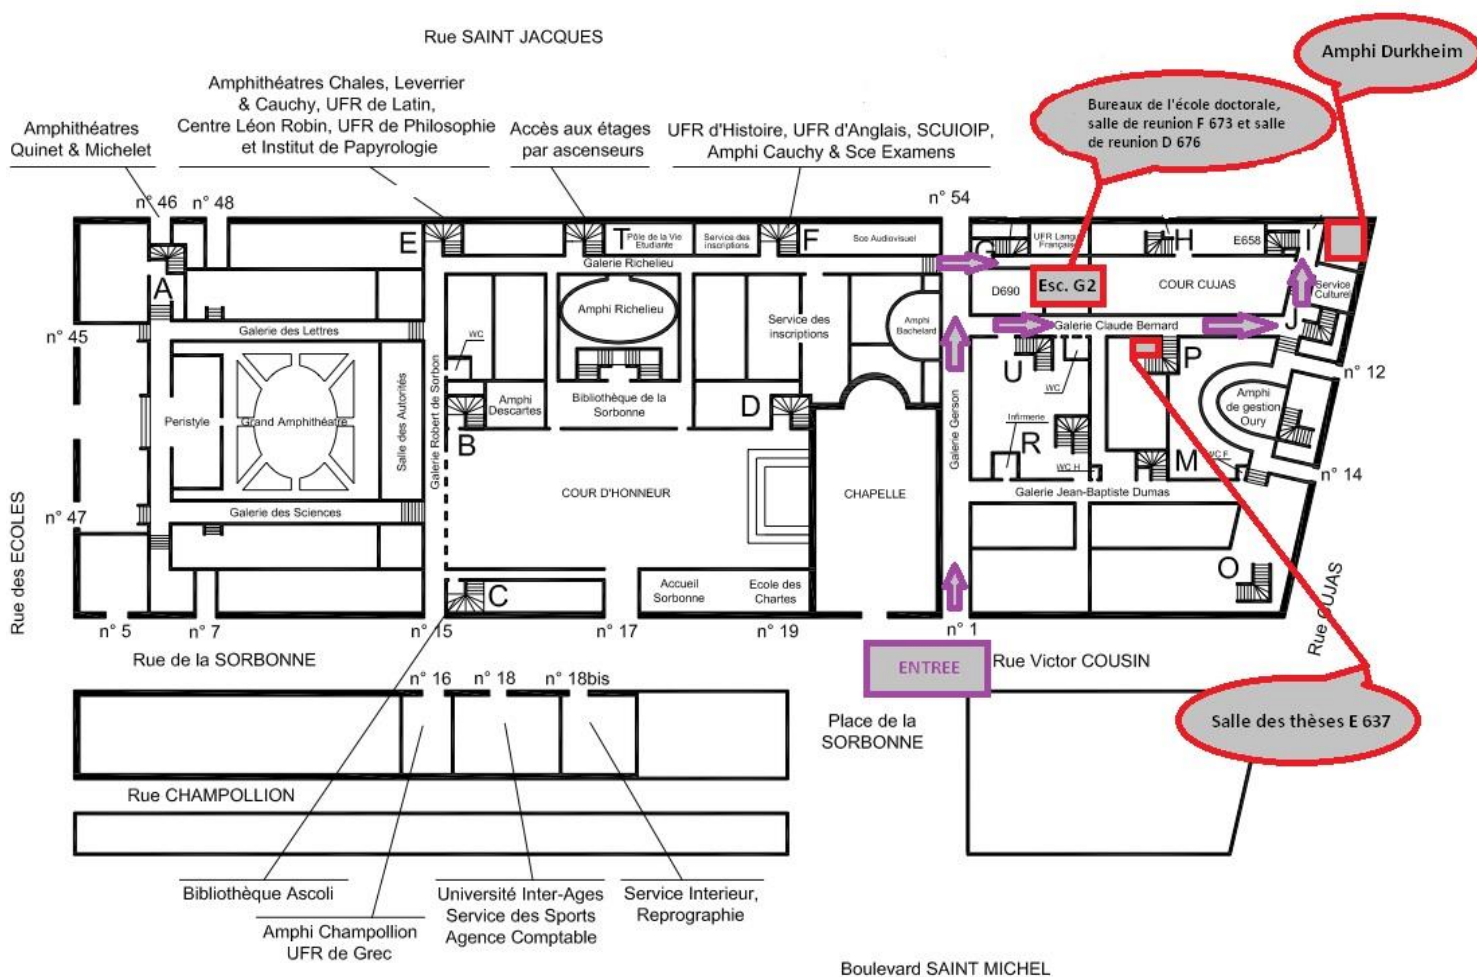 Rue SAINT JACQUES
Amphi Durkheim
Amphithéatres Chales, Leverrier
& Cauchy, UFR de Latin,
Centre Léon Robin, UFR de Philosophie
et Institut de Papyrologie
Bureaux de l'école doctorale,
salle de reunion F 673 et salle
de reunion D 676
Amphithéatres
Quinet & Michelet
Accès aux étages
par ascenseurs
UFR d'Histoire, UFR d'Anglais, SCUIOIP,
Amphi Cauchy & Sce Examens
n° 46
n° 48
n° 54
E
T
Pôle de la Vie
Etudiante
Service des
inscriptions
F
Sce Audiovisuel
G
UFR Langue
Française
H
E658
I
Galerie Richelieu
A
D690
Esc. G2
COUR CUJAS
Service
Culturel
n° 45
Galerie des Lettres
WC
Amphi Richelieu
Service des
inscriptions
Amphi
Bachelard
Galerie Claude Bernard
J
U
WC
P
n° 12
Peristyle
Grand Amphithéatre
Salle des Autorités
Galerie Robert de Sorbon
Amphi
Descartes
Bibliothèque de la
Sorbonne
D
Galerie Gerson
Infirmerie
Amphi
de gestion
Oury
B
R
WC H
M
WC F
n° 14
COUR D'HONNEUR
CHAPELLE
Galerie Jean-Baptiste Dumas
n° 47
Galerie des Sciences
Rue des ECOLES
C
Accueil
Sorbonne
Ecole des
Chartes
O
Rue CUJAS
n° 5
n° 7
n° 15
n° 17
n° 19
n° 1
Rue de la SORBONNE
ENTREE
Rue Victor COUSIN
n° 16
n° 18
n° 18bis
Place de la
SORBONNE
Salle des thèses E 637
Rue CHAMPOLLION
Bibliothèque Ascoli
Université Inter-Ages
Service des Sports
Agence Comptable
Service Interieur,
Reprographie
Amphi Champollion
UFR de Grec
Boulevard SAINT MICHEL